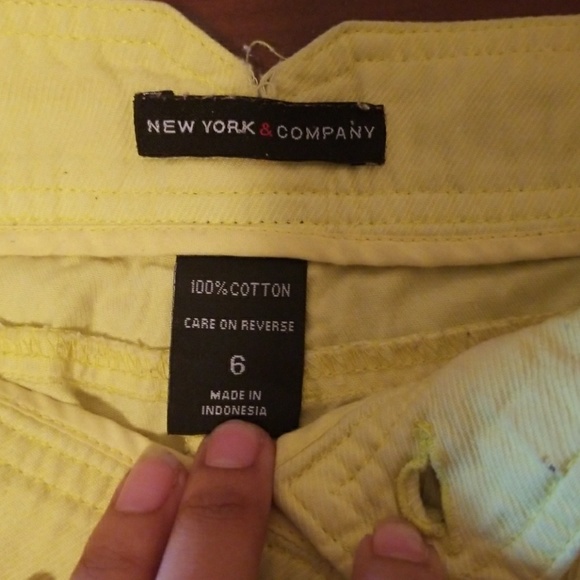 NEW YORK & COMPANY
100% COTTON
CARE ON REVERSE
6
MADE IN
INDONESIA